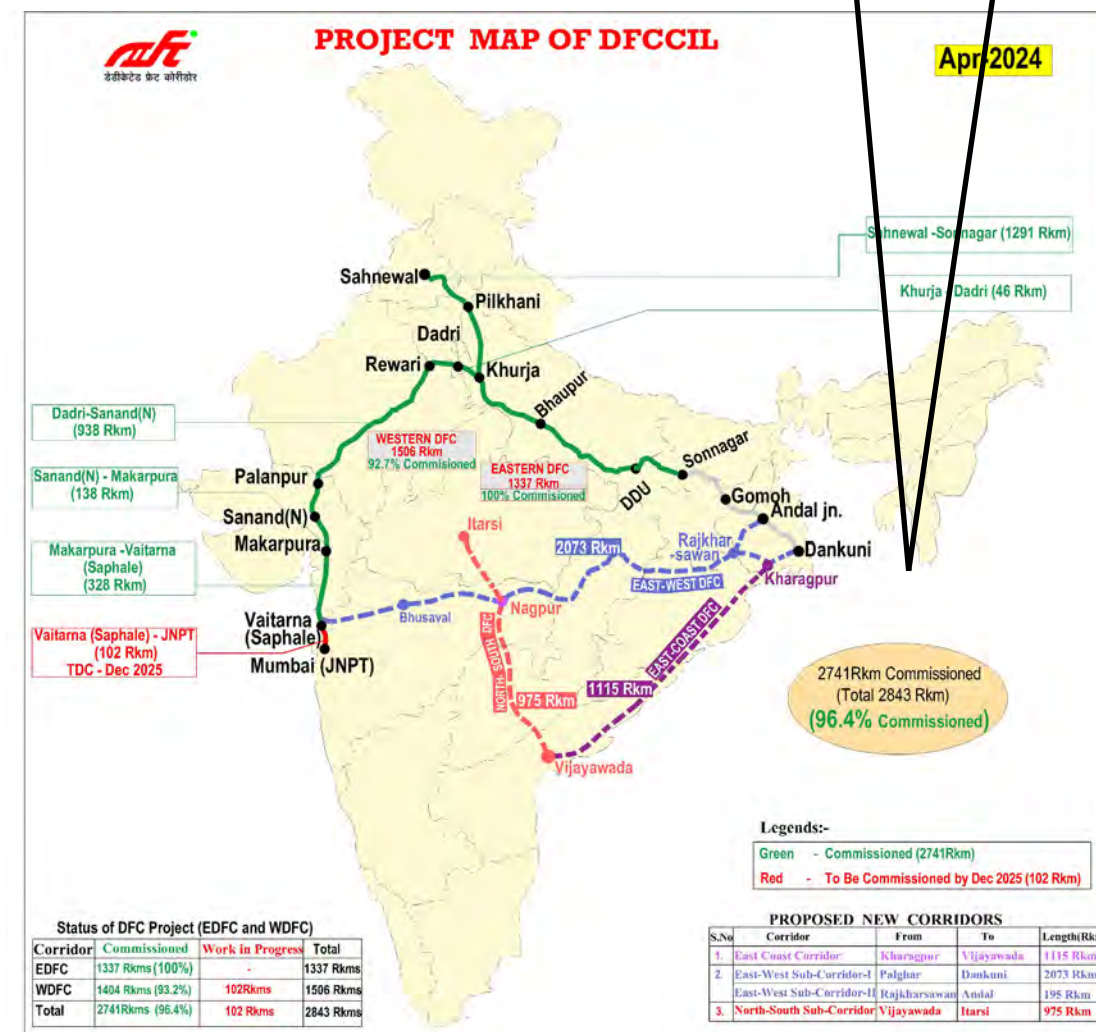 PROJECT MAP OF DFCCIL
Apr-2024
डेडीकेटेड फ्रेट कोरीडोर
Sahnewal -Sonnagar (1291 Rkm)
Sahnewal
Khurja - Dadri (46 Rkm)
Pilkhani
Dadri
Rewari
Khurja
Bhaupur
Dadri-Sanand(N)
(938 Rkm)
WESTERN DFC
1506 Rkm
92.7% Commisioned
EASTERN DFC
1337 Rkm
100% Commisioned
Sonnagar
DDU
Palanpur
Sanand(N) - Makarpura
(138 Rkm)
Gomoh
Andal jn.
Sanand(N)
Itarsi
Makarpura
2073 Rkm
Rajkhar
-sawan
Dankuni
Makarpura -Vaitarna
(Saphale)
(328 Rkm)
EAST-WEST DFC
Kharagpur
Nagpur
Bhusaval
Vaitarna
(Saphale)
Vaitarna (Saphale) - JNPT
(102 Rkm)
TDC - Dec 2025
Mumbai (JNPT)
NORTH- SOUTH DFC
EAST-COAST DFC
1115 Rkm
975 Rkm
2741Rkm Commissioned
(Total 2843 Rkm)
(96.4% Commissioned)
Vijayawada
Legends:-
Green - Commissioned (2741Rkm)
Red - To Be Commissioned by Dec 2025 (102 Rkm)
Status of DFC Project (EDFC and WDFC)
Corridor Commissioned Work in Progress Total
EDFC 1337 Rkms (100%) - 1337 Rkms
WDFC 1404 Rkms (93.2%) 102Rkms 1506 Rkms
Total 2741Rkms (96.4%) 102 Rkms 2843 Rkms
PROPOSED NEW CORRIDORS
S.No Corridor From To Length(Rkm
1. East Coast Corridor Kharagpur Vijayawada 1115 Rkm
2. East-West Sub-Corridor-I Palghar Dankuni 2073 Rkm
East-West Sub-Corridor-II Rajkharsawan Andal 195 Rkm
3. North-South Sub-Corridor Vijayawada Itarsi 975 Rkm